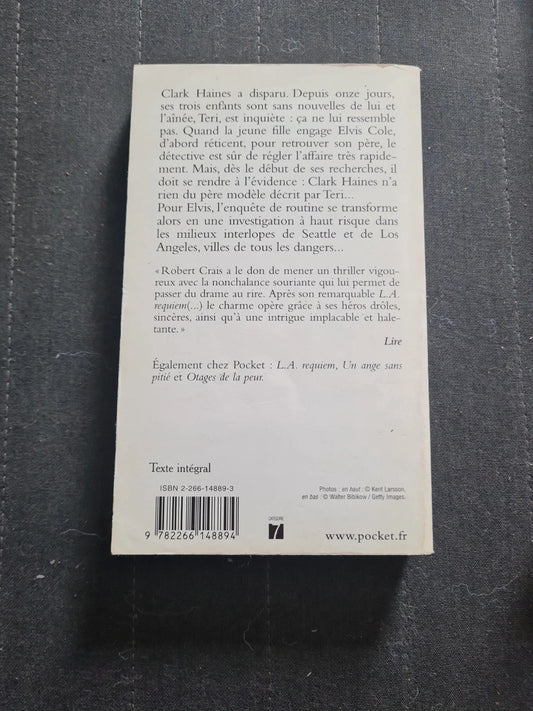 Clark Haines a disparu. Depuis onze jours,
ses trois enfants sont sans nouvelles de lui et
l'aînée, Teri, est inquiète : ça ne lui ressemble
pas. Quand la jeune fille engage Elvis Cole,
d'abord réticent, pour retrouver son père, le
détective est sûr de régler l'affaire très rapide-
ment. Mais, dès le début de ses recherches, il
doit se rendre à l'évidence : Clark Haines n'a
rien du père modèle décrit par Teri...
Pour Elvis, l'enquête de routine se transforme
alors en une investigation à haut risque dans
les milieux interlopes de Seattle et de Los
Angeles, villes de tous les dangers...
« Robert Crais a le don de mener un thriller vigou-
reux avec la nonchalance souriante qui lui permet de
passer du drame au rire. Après son remarquable L.A.
requiem(...) le charme opère grâce à ses héros drôles,
sincères, ainsi qu'à une intrigue implacable et hale-
tante. »
Lire
Également chez Pocket : L.A. requiem, Un ange sans
pitié et Otages de la peur.
Texte intégral
ISBN 2-266-14889-3
Photos : en haut : © Kent Larsson,
en bas : © Walter Bibikow / Getty Images.
9 782266 148894
CATÉGORIE
7
www.pocket.fr